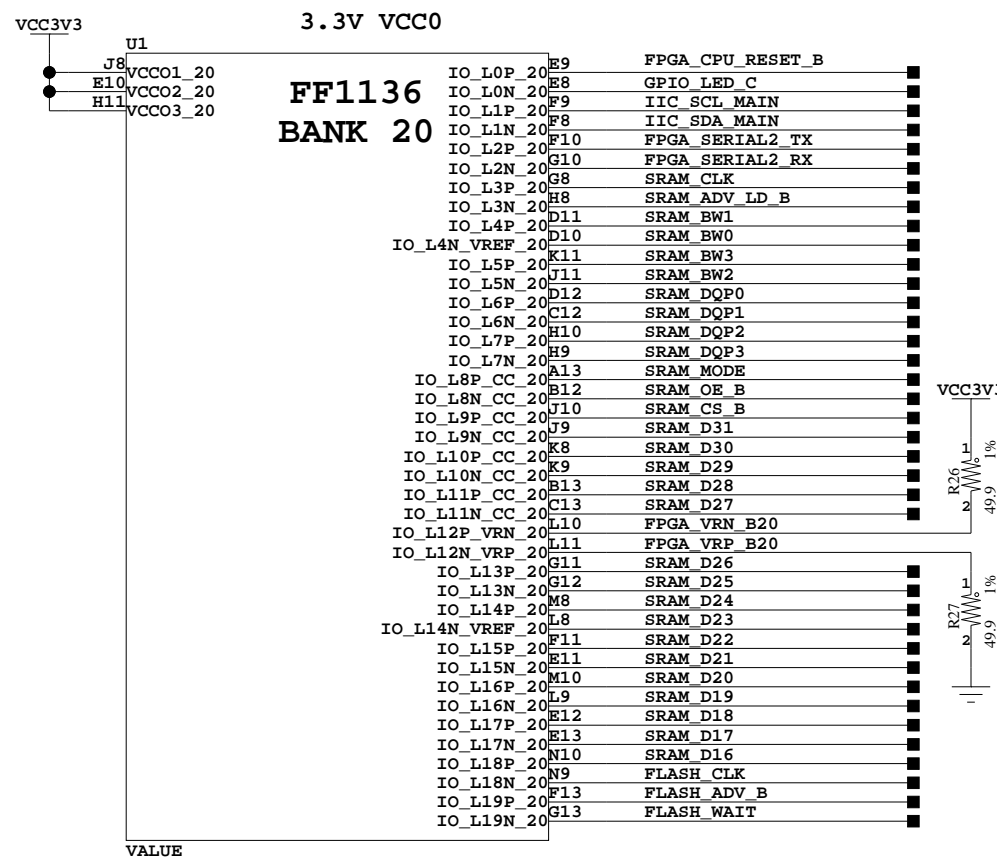 3.3V VCC0
VCC3V3
U1
FF1136
BANK 20
J8 VCCO1_20
E10 VCCO2_20
H11 VCCO3_20
IO_L0P_20 E9 FPGA_CPU_RESET_B
IO_L0N_20 E8 GPIO_LED_C
IO_L1P_20 F9 IIC_SCL_MAIN
IO_L1N_20 F8 IIC_SDA_MAIN
IO_L2P_20 F10 FPGA_SERIAL2_TX
IO_L2N_20 G10 FPGA_SERIAL2_RX
IO_L3P_20 G8 SRAM_CLK
IO_L3N_20 H8 SRAM_ADV_LD_B
IO_L4P_20 D11 SRAM_BW1
IO_L4N_VREF_20 D10 SRAM_BW0
IO_L5P_20 K11 SRAM_BW3
IO_L5N_20 J11 SRAM_BW2
IO_L6P_20 D12 SRAM_DQP0
IO_L6N_20 C12 SRAM_DQP1
IO_L7P_20 H10 SRAM_DQP2
IO_L7N_20 H9 SRAM_DQP3
IO_L8P_CC_20 A13 SRAM_MODE
IO_L8N_CC_20 B12 SRAM_OE_B
IO_L9P_CC_20 J10 SRAM_CS_B
IO_L9N_CC_20 J9 SRAM_D31
IO_L10P_CC_20 K8 SRAM_D30
IO_L10N_CC_20 K9 SRAM_D29
IO_L11P_CC_20 B13 SRAM_D28
IO_L11N_CC_20 C13 SRAM_D27
IO_L12P_VRN_20 L10 FPGA_VRN_B20
IO_L12N_VRP_20 L11 FPGA_VRP_B20
IO_L13P_20 G11 SRAM_D26
IO_L13N_20 G12 SRAM_D25
IO_L14P_20 M8 SRAM_D24
IO_L14N_VREF_20 L8 SRAM_D23
IO_L15P_20 F11 SRAM_D22
IO_L15N_20 E11 SRAM_D21
IO_L16P_20 M10 SRAM_D20
IO_L16N_20 L9 SRAM_D19
IO_L17P_20 E12 SRAM_D18
IO_L17N_20 E13 SRAM_D17
IO_L18P_20 N10 SRAM_D16
IO_L18N_20 N9 FLASH_CLK
IO_L19P_20 F13 FLASH_ADV_B
IO_L19N_20 G13 FLASH_WAIT
VALUE
1
R26
49.9 1%
2
1
R27
49.9 1%
2